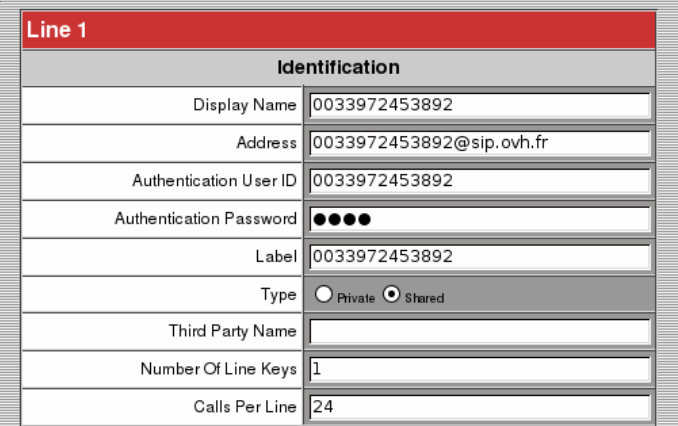 Line 1
Identification
Display Name 0033972453892
Address 0033972453892@sip.ovh.fr
Authentication User ID 0033972453892
Authentication Password ●●●●
Label 0033972453892
Type Private Shared
Third Party Name
Number Of Line Keys 1
Calls Per Line 24